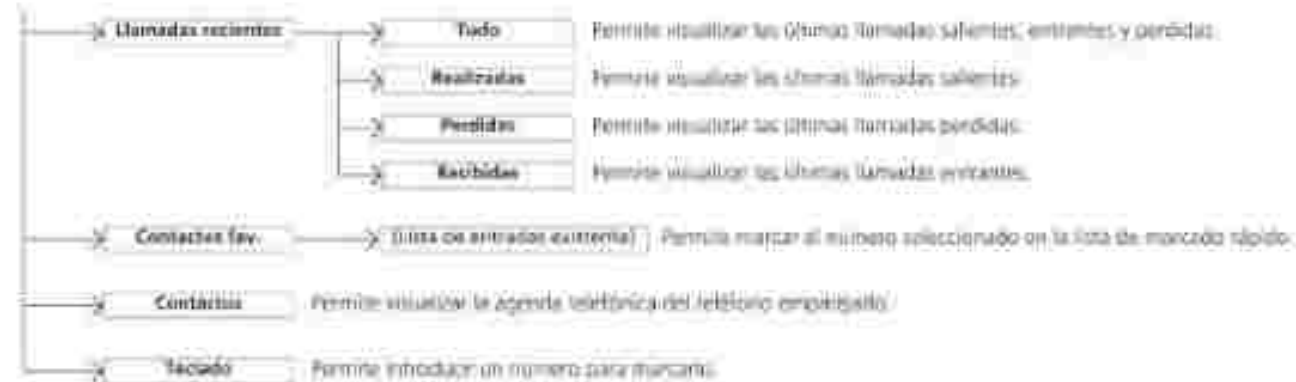 Llamadas recientes Todo Permite visualizar las últimas llamadas salientes, entrantes y perdidas.
Realizadas Permite visualizar las últimas llamadas salientes.
Perdidas Permite visualizar las últimas llamadas perdidas.
Recibidas Permite visualizar las últimas llamadas entrantes.
Contactos fav. (Lista de entradas existente) Permite marcar el número seleccionado en la lista de marcado rápido.
Contactos Permite visualizar la agenda telefónica del teléfono emparejado.
Teclado Permite introducir un número para marcarlo.